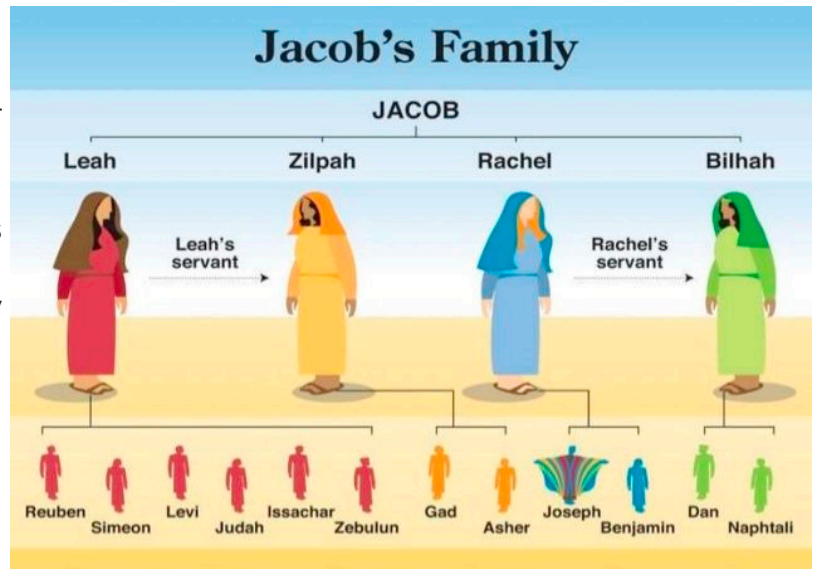 Jacob's Family
JACOB
Leah Zilpah Rachel Bilhah
Leah's
servant
Rachel's
servant
Reuben Simeon Levi Judah Issachar Zebulun Gad Asher Joseph Benjamin Dan Naphtali